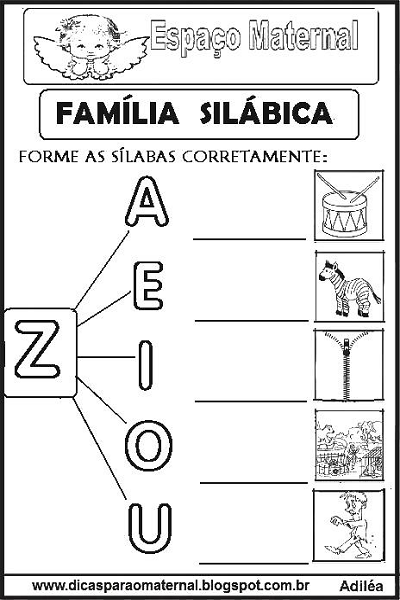 Espaço Maternal
FAMÍLIA SILÁBICA
FORME AS SÍLABAS CORRETAMENTE:
A
E
Z
I
O
U
www.dicasparaomaternal.blogspot.com.br
Adiléa